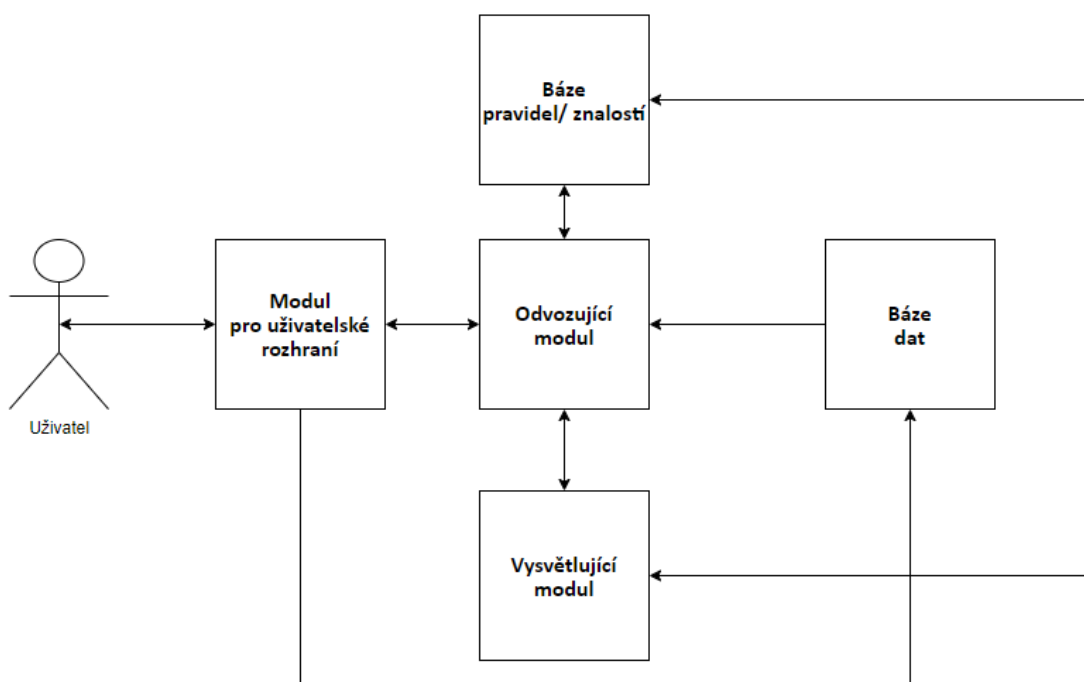 Báze
pravidel/ znalostí
Modul
pro uživatelské
rozhraní
Odvozující
modul
Báze
dat
Uživatel
Vysvětlující
modul